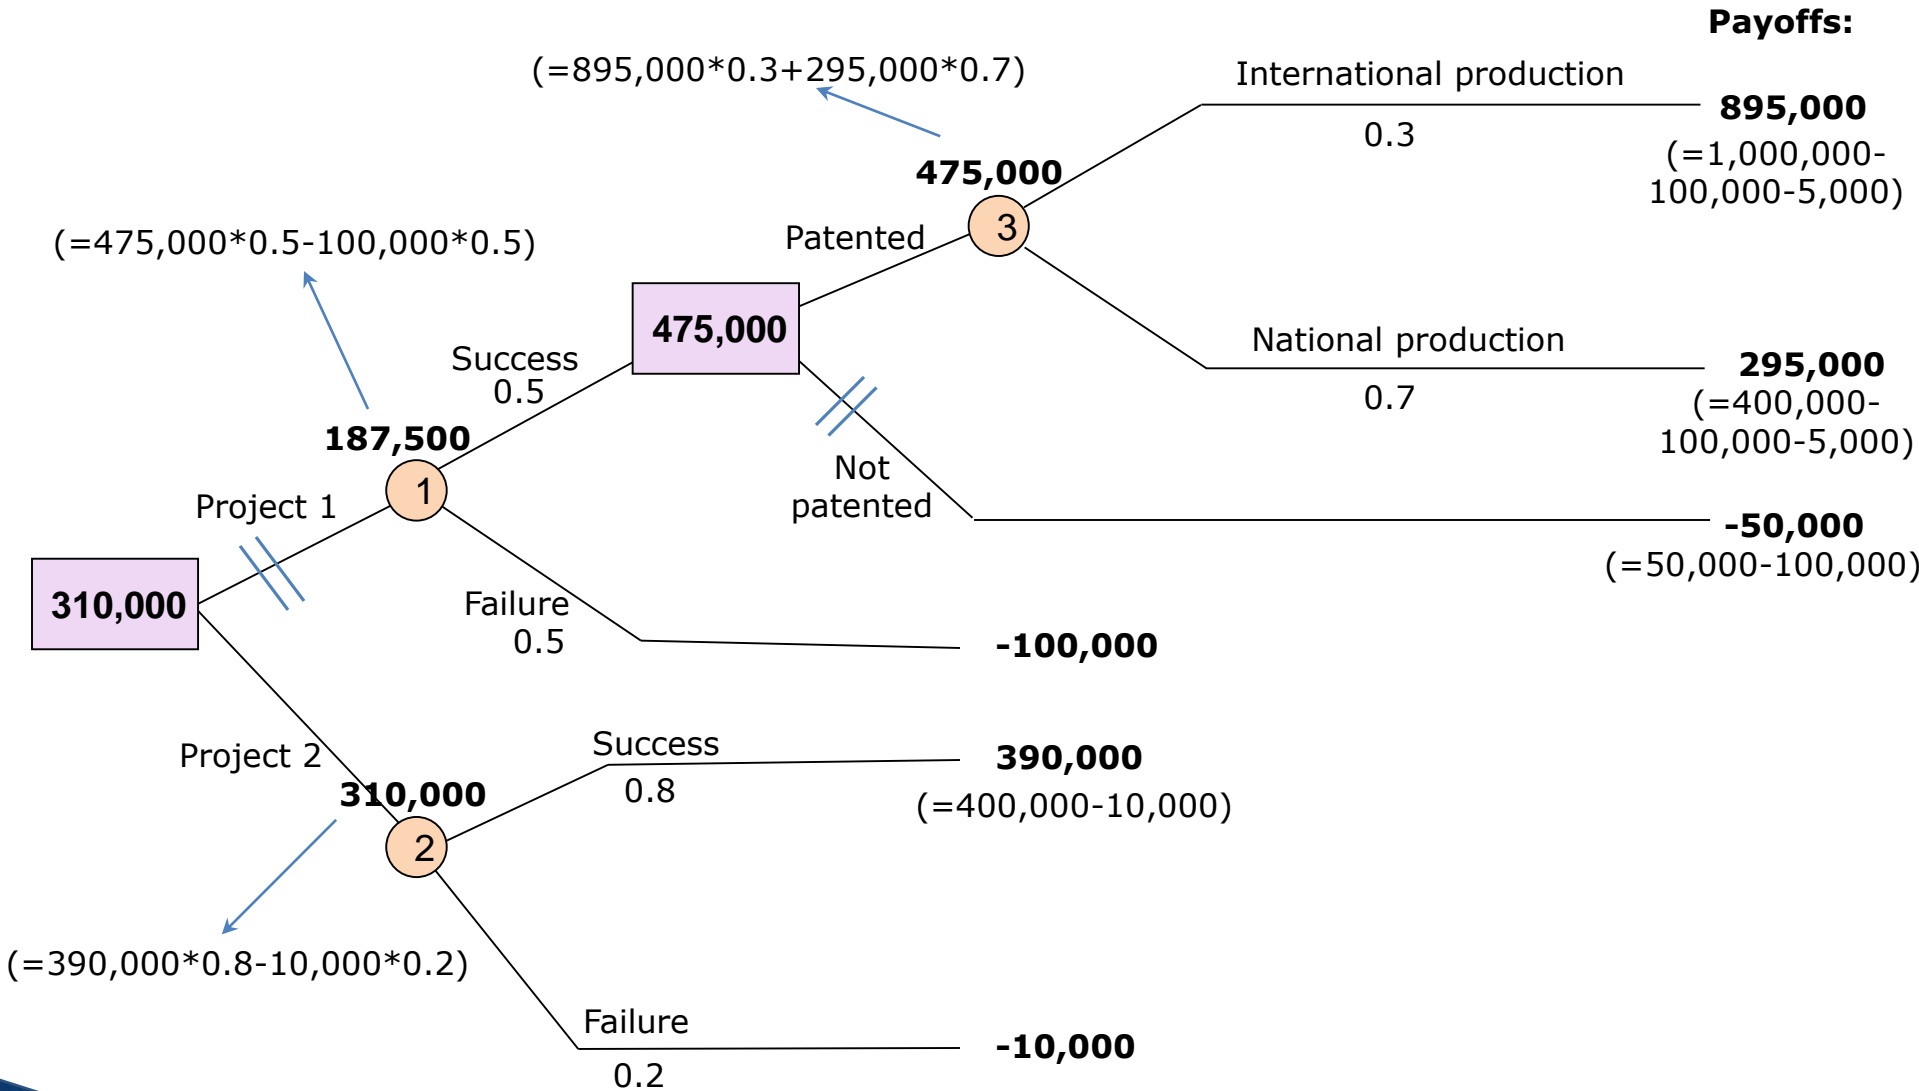 Payoffs:
(=895,000*0.3+295,000*0.7)
International production
895,000
0.3
(=1,000,000-
100,000-5,000)
475,000
3
Patented
(=475,000*0.5-100,000*0.5)
475,000
National production
295,000
0.7
(=400,000-
100,000-5,000)
Success
0.5
187,500
1
Not
patented
-50,000
(=50,000-100,000)
Project 1
310,000
Failure
0.5
-100,000
Project 2
310,000
2
Success
0.8
390,000
(=400,000-10,000)
(=390,000*0.8-10,000*0.2)
Failure
0.2
-10,000